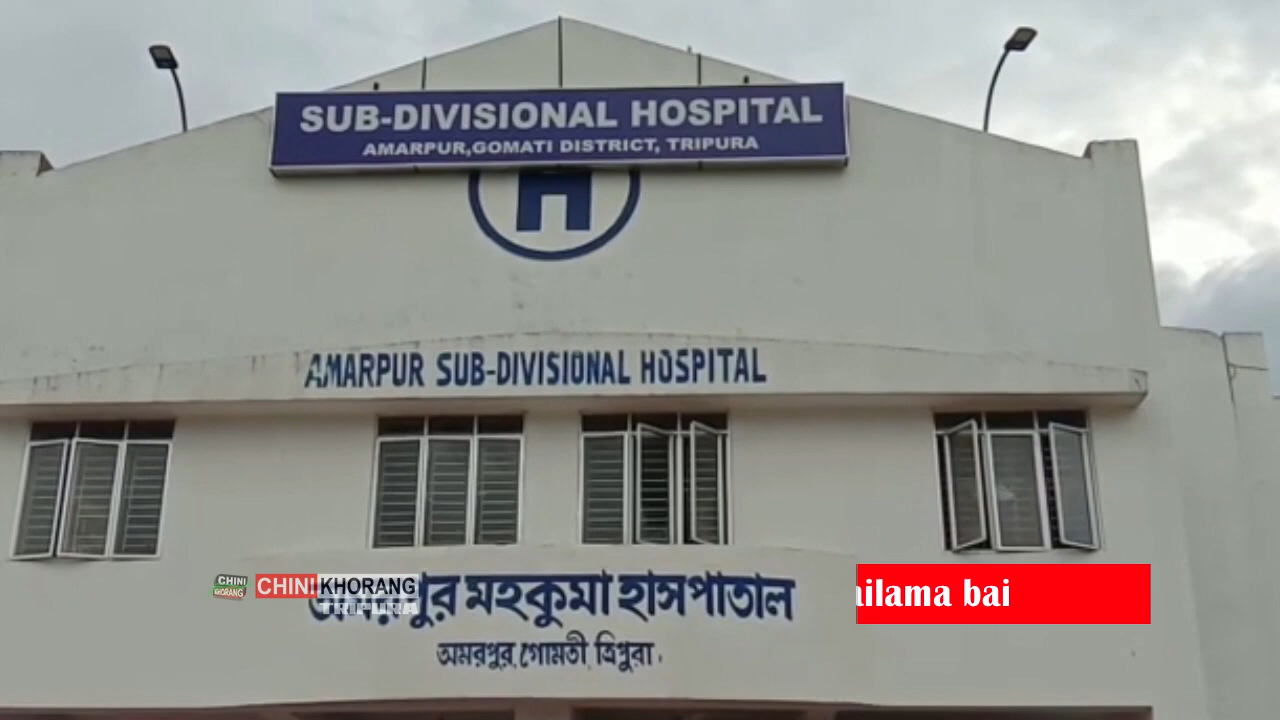 SUB-DIVISIONAL HOSPITAL
AMARPUR,GOMATI DISTRICT, TRIPURA
H
AMARPUR SUB-DIVISIONAL HOSPITAL
CHINI
KHORANG
CHINI KHORANG
TRIPURA
অমরপুর মহকুমা হাসপাতাল
অমরপুর,গোমতী, ত্রিপুরা
bai